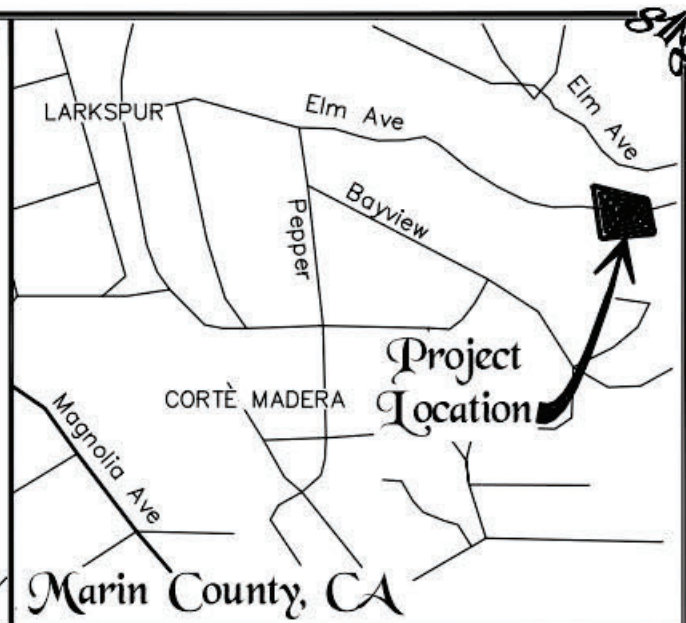 LARKSPUR
Elm Ave
Elm Ave
Pepper
Bayview
Project
Location
CORTÈ MADERA
Magnolia Ave
Marin County, CA